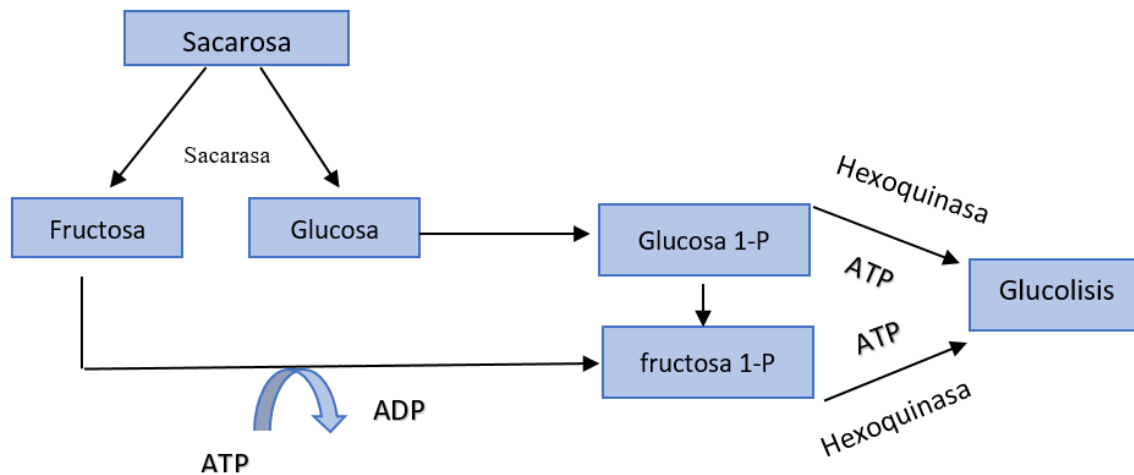 Sacarosa
Sacarasa
Fructosa
Glucosa
Glucosa 1-P
Hexoquinasa
ATP
Glucolisis
ATP
fructosa 1-P
Hexoquinasa
ADP
ATP